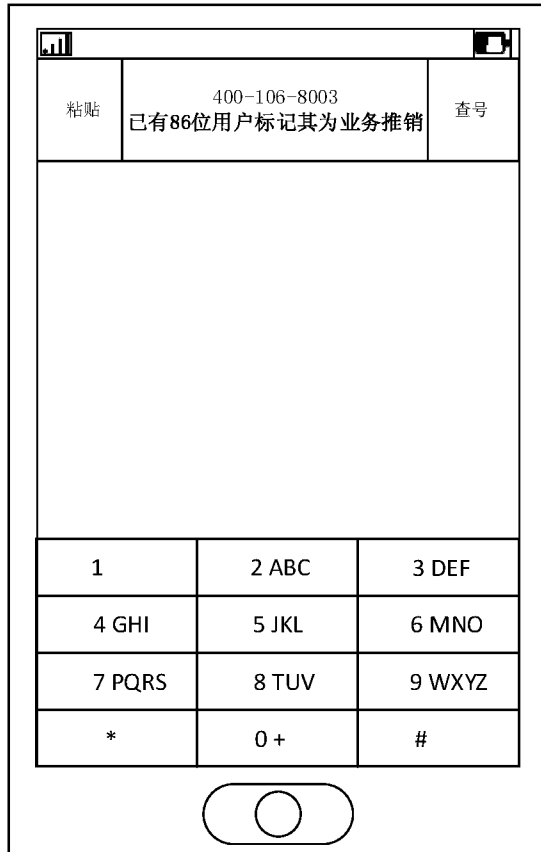 粘贴
400-106-8003
已有86位用户标记其为业务推销
查号
1
2 ABC
3 DEF
4 GHI
5 JKL
6 MNO
7 PQRS
8 TUV
9 WXYZ
*
0 +
#